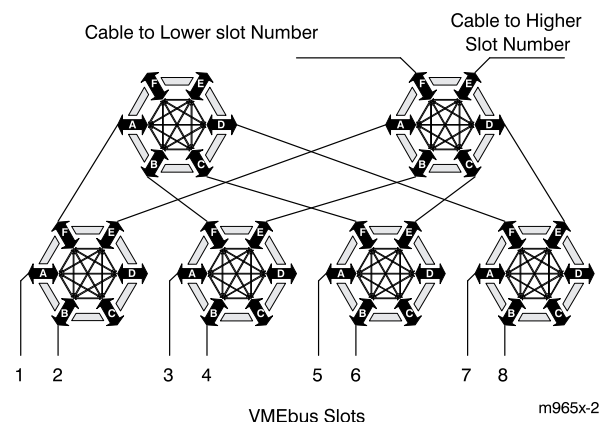 Cable to Lower slot Number
Cable to Higher
Slot Number
F E F E
A D A D
B C B C
F E F E F E F E
A D A D A D A D
B C B C B C B C
1 2 3 4 5 6 7 8
m965x-2
VMEbus Slots